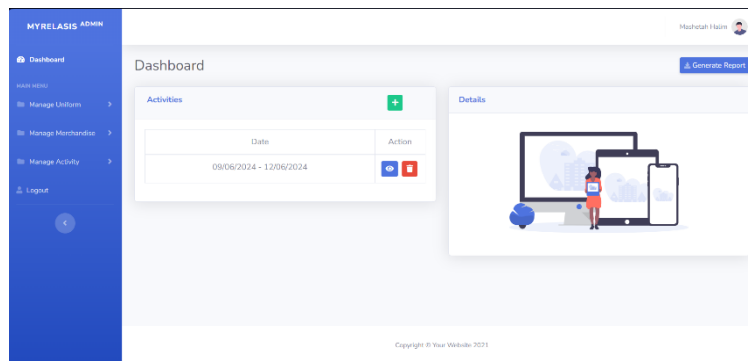 MYRELASIS ADMIN
Mashetah Halim
Dashboard
Dashboard
Generate Report
MAIN MENU
Manage Uniform
Manage Merchandise
Manage Activity
Logout
Activities
Date Action
09/06/2024 - 12/06/2024
Details
Copyright © Your Website 2021